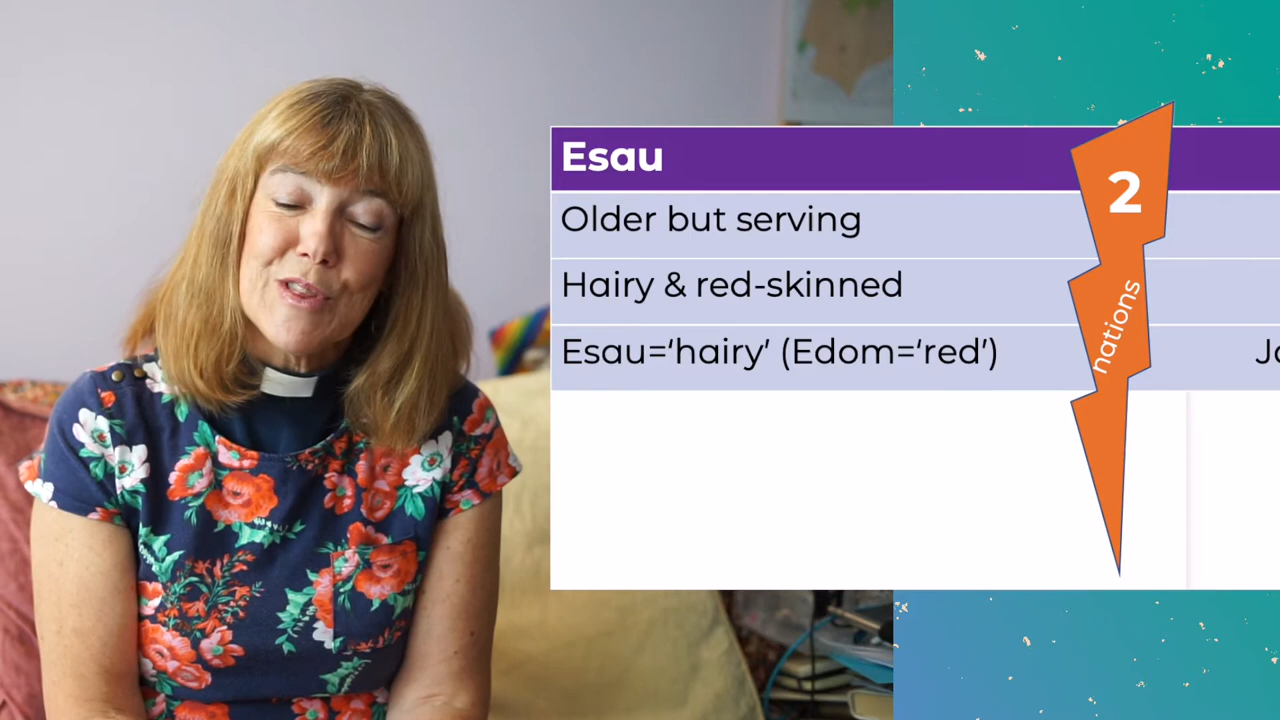 Esau
2
Older but serving
Hairy & red-skinned
nations
Esau=‘hairy’ (Edom=‘red’)